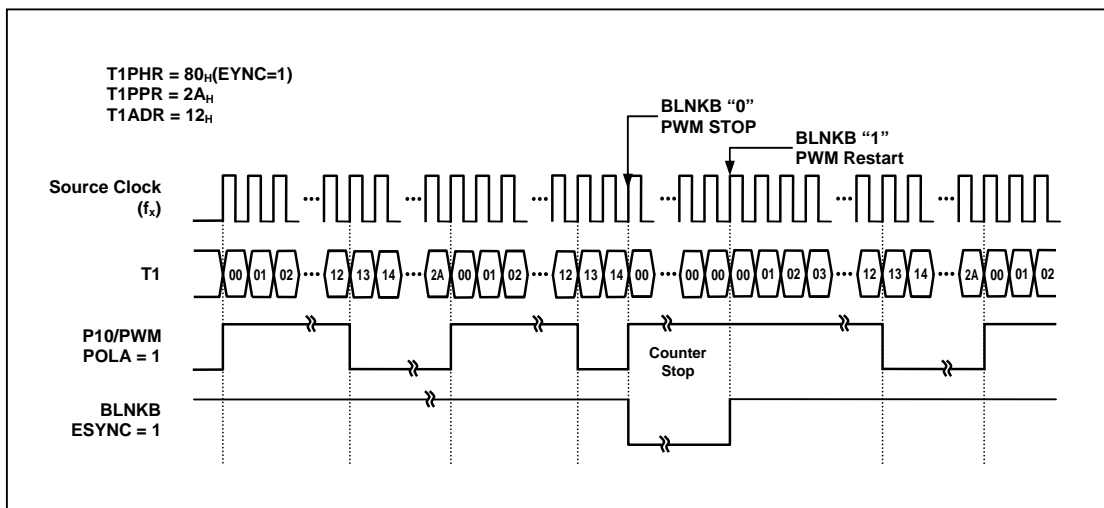 T1PHR = 80H(EYNC=1)
T1PPR = 2AH
T1ADR = 12H
BLNKB “0”
PWM STOP
BLNKB “1”
PWM Restart
Source Clock
(fx)
... ... ... ... ... ...
T1
00 01 02 ... 12 13 14 ... 2A 00 01 02 ... 12 13 14 00 ... 00 00 00 01 02 03 ... 12 13 14 ... 2A 00 01 02
P10/PWM
POLA = 1
Counter
Stop
BLNKB
ESYNC = 1